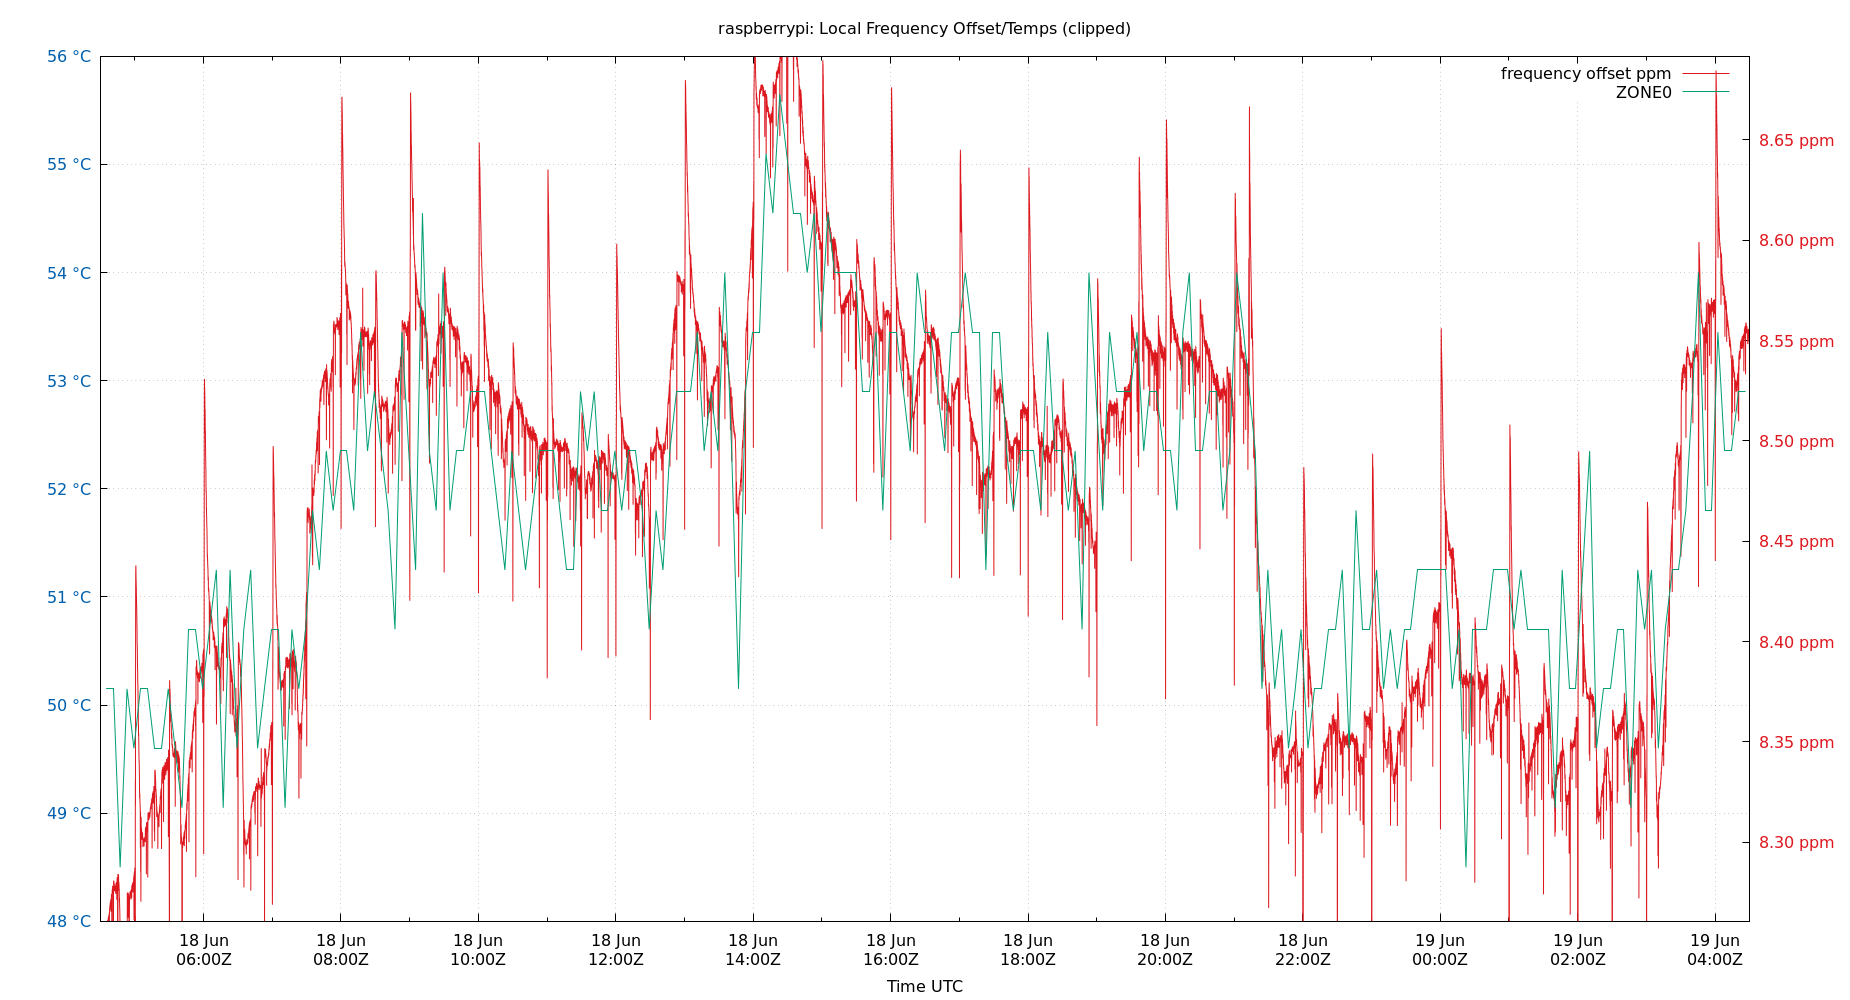 raspberrypi: Local Frequency Offset/Temps (clipped)
56 °C
55 °C
54 °C
53 °C
52 °C
51 °C
50 °C
49 °C
48 °C
frequency offset ppm
ZONE0
8.65 ppm
8.60 ppm
8.55 ppm
8.50 ppm
8.45 ppm
8.40 ppm
8.35 ppm
8.30 ppm
18 Jun 18 Jun 18 Jun 18 Jun 18 Jun 18 Jun 18 Jun 18 Jun 18 Jun 19 Jun 19 Jun 19 Jun
06:00Z 08:00Z 10:00Z 12:00Z 14:00Z 16:00Z 18:00Z 20:00Z 22:00Z 00:00Z 02:00Z 04:00Z
Time UTC